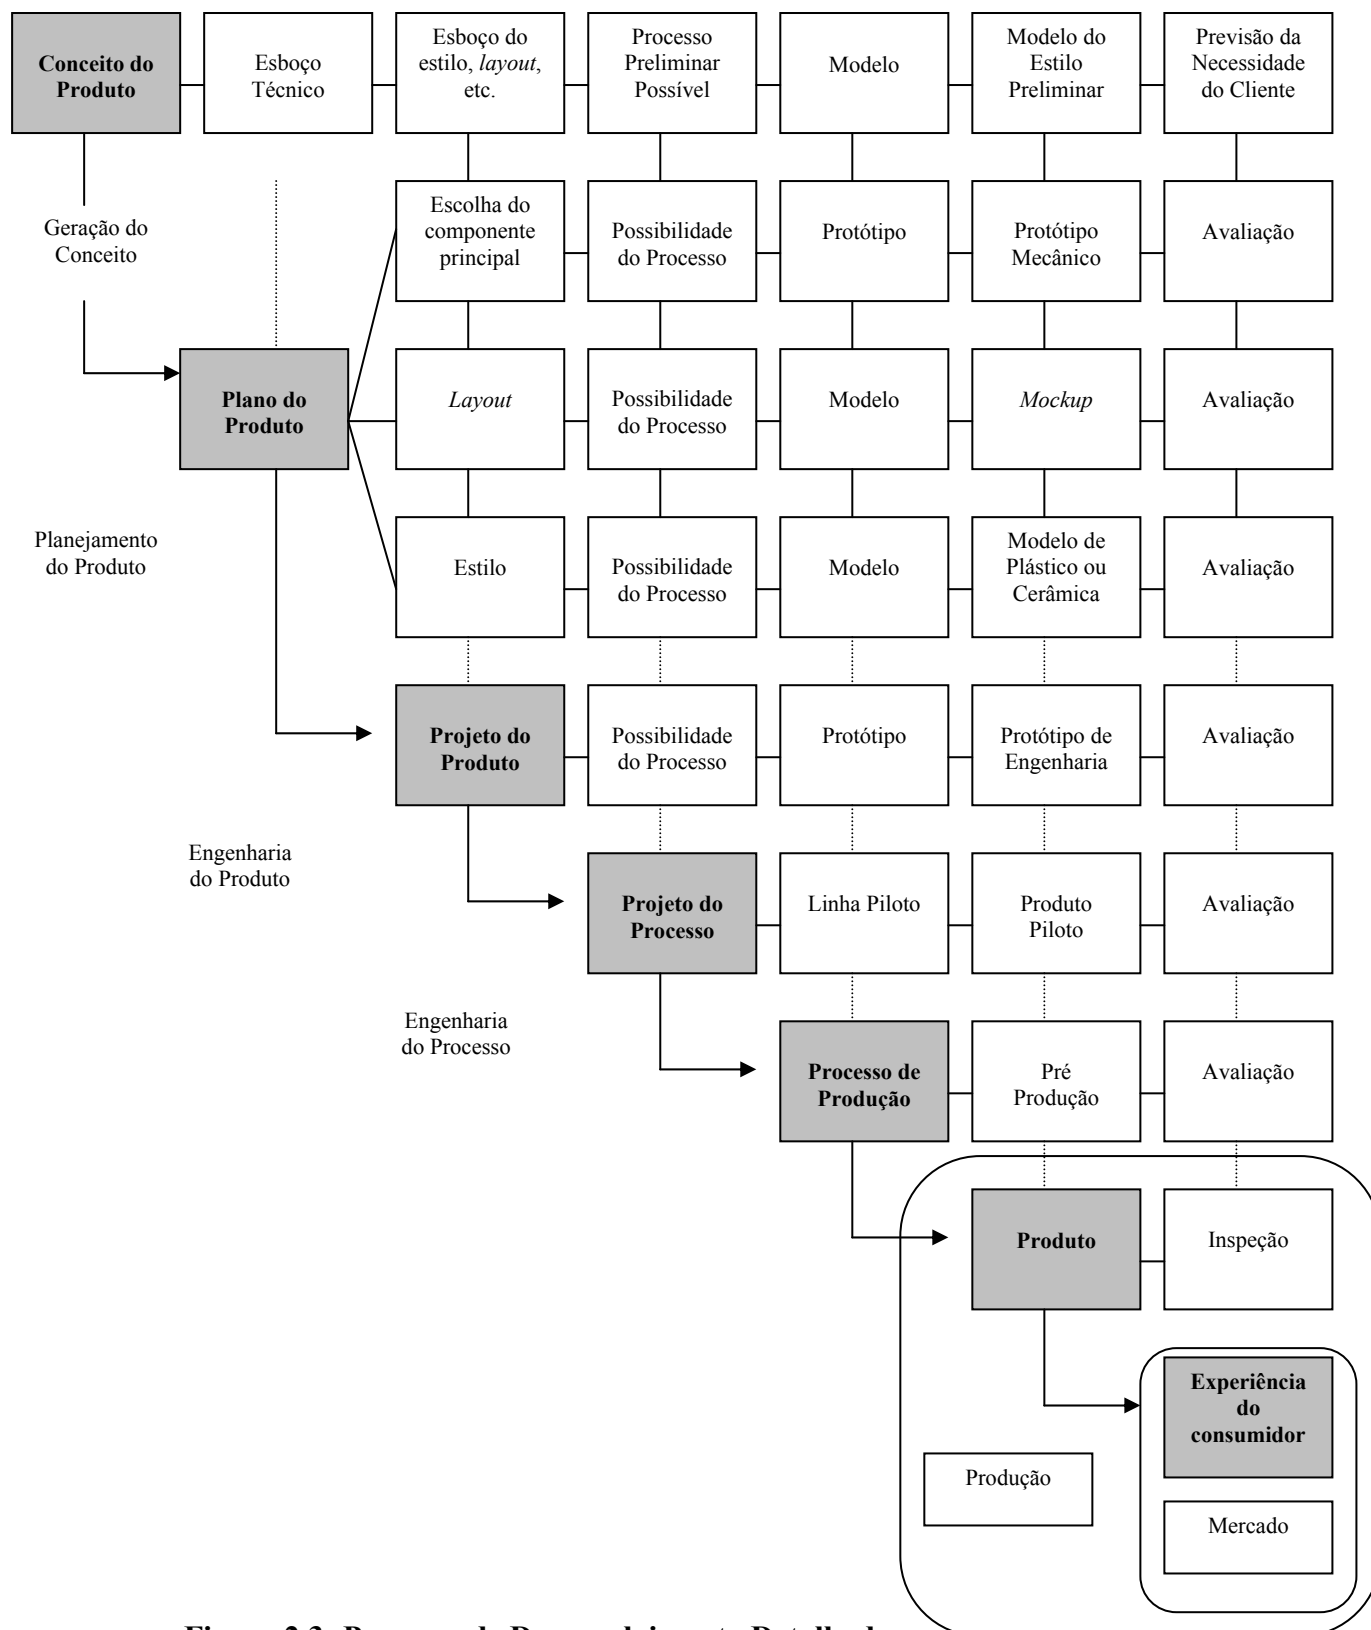 Conceito do
Produto
Esboço
Técnico
Esboço do
estilo, layout,
etc.
Processo
Preliminar
Possível
Modelo
Modelo do
Estilo
Preliminar
Previsão da
Necessidade
do Cliente
Geração do
Conceito
Escolha do
componente
principal
Possibilidade
do Processo
Protótipo
Protótipo
Mecânico
Avaliação
Plano do
Produto
Layout
Possibilidade
do Processo
Modelo
Mockup
Avaliação
Planejamento
do Produto
Estilo
Possibilidade
do Processo
Modelo
Modelo de
Plástico ou
Cerâmica
Avaliação
Projeto do
Produto
Possibilidade
do Processo
Protótipo
Protótipo de
Engenharia
Avaliação
Engenharia
do Produto
Projeto do
Processo
Linha Piloto
Produto
Piloto
Avaliação
Engenharia
do Processo
Processo de
Produção
Pré
Produção
Avaliação
Produto
Inspeção
Experiência
do
consumidor
Produção
Mercado